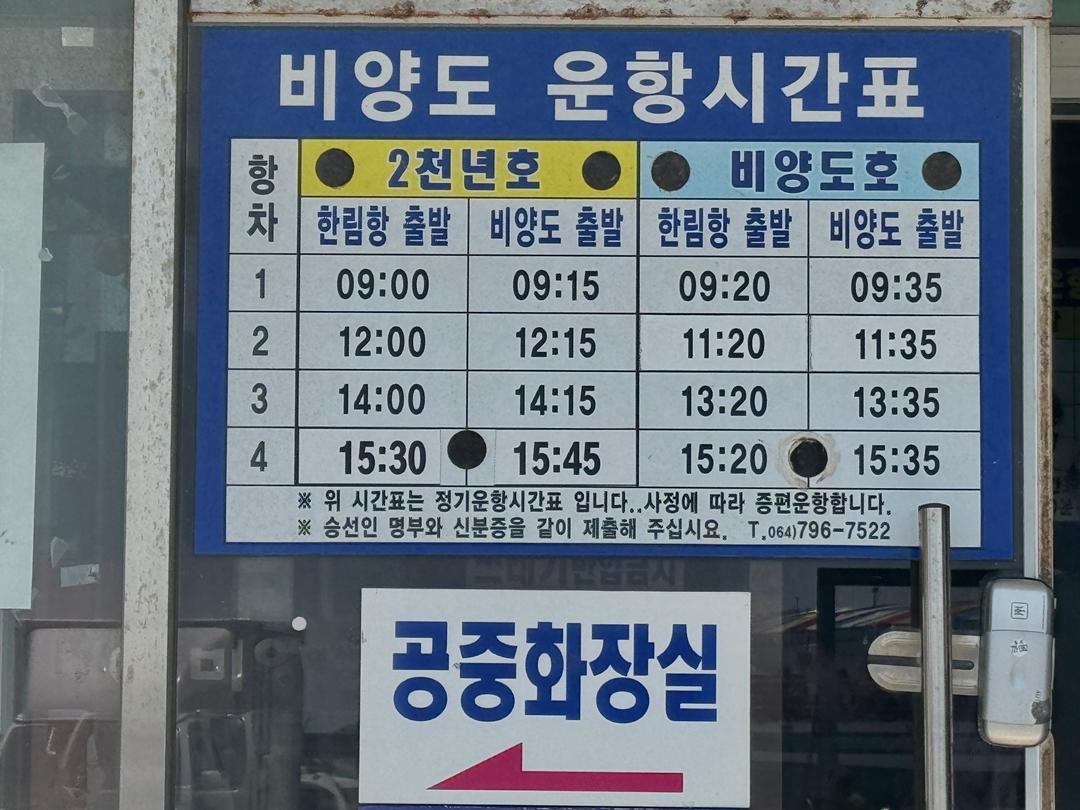 비양도 운항시간표
항차 2천년호 비양도호
한림항 출발 비양도 출발 한림항 출발 비양도 출발
1 09:00 09:15 09:20 09:35
2 12:00 12:15 11:20 11:35
3 14:00 14:15 13:20 13:35
4 15:30 15:45 15:20 15:35
※ 위 시간표는 정기운항시간표 입니다..사정에 따라 증편운항합니다.
※ 승선인 명부와 신분증을 같이 제출해 주십시요. T.064)796-7522
공중화장실